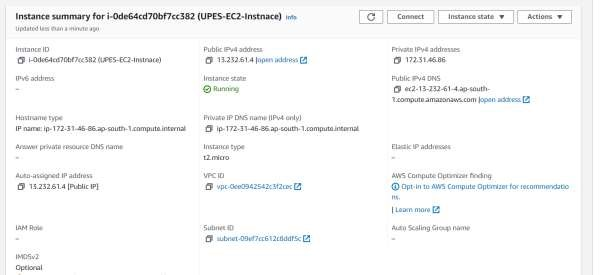 Instance summary for i-0de64cd70bf7cc382 (UPES-EC2-Instnace) Info
Connect
Instance state ▼
Actions ▼
Updated less than a minute ago
Instance ID
i-0de64cd70bf7cc382 (UPES-EC2-Instnace)
Public IPv4 address
13.232.61.4 |open address
Private IPv4 addresses
172.31.46.86
IPv6 address
–
Instance state
Running
Public IPv4 DNS
ec2-13-232-61-4.ap-south-
1.compute.amazonaws.com |open address
Hostname type
IP name: ip-172-31-46-86.ap-south-1.compute.internal
Private IP DNS name (IPv4 only)
ip-172-31-46-86.ap-south-1.compute.internal
Answer private resource DNS name
–
Instance type
t2.micro
Elastic IP addresses
–
Auto-assigned IP address
13.232.61.4 [Public IP]
VPC ID
vpc-0ee0942542c3f2cec
AWS Compute Optimizer finding
Opt-in to AWS Compute Optimizer for recommendatio
ns.
| Learn more
IAM Role
–
Subnet ID
subnet-09ef7cc612c8ddf5c
Auto Scaling Group name
–
IMDSv2
Optional